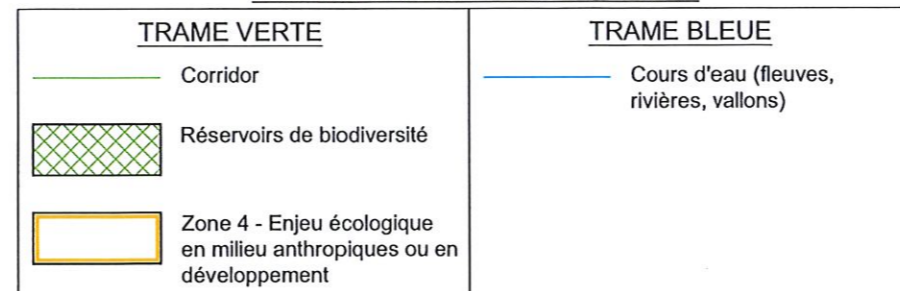 TRAME VERTE
Corridor
Réservoirs de biodiversité
Zone 4 - Enjeu écologique
en milieu anthropiques ou en
développement
TRAME BLEUE
Cours d'eau (fleuves,
rivières, vallons)